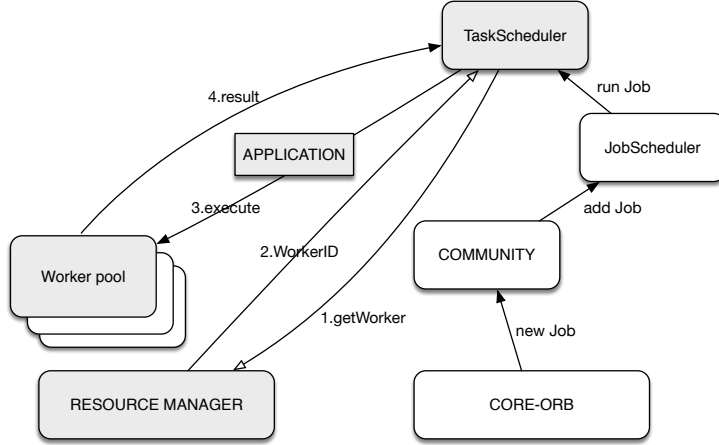 TaskScheduler
run Job
4.result
JobScheduler
APPLICATION
3.execute
add Job
2.WorkerID
COMMUNITY
Worker pool
1.getWorker
new Job
RESOURCE MANAGER
CORE-ORB